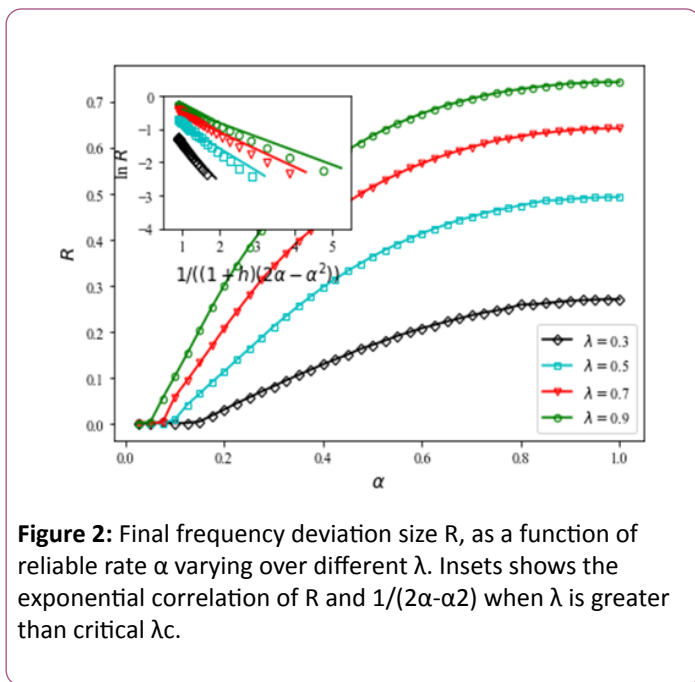 0
−1
−2
−3
−4
ln R
1 2 3 4 5
1/((1 + h)(2α − α²))
0.7
0.6
0.5
0.4
0.3
0.2
0.1
0.0
R
λ = 0.3
λ = 0.5
λ = 0.7
λ = 0.9
0.0 0.2 0.4 0.6 0.8 1.0
α
Figure 2: Final frequency deviation size R, as a function of
reliable rate α varying over different λ. Insets shows the
exponential correlation of R and 1/(2α-α2) when λ is greater
than critical λc.